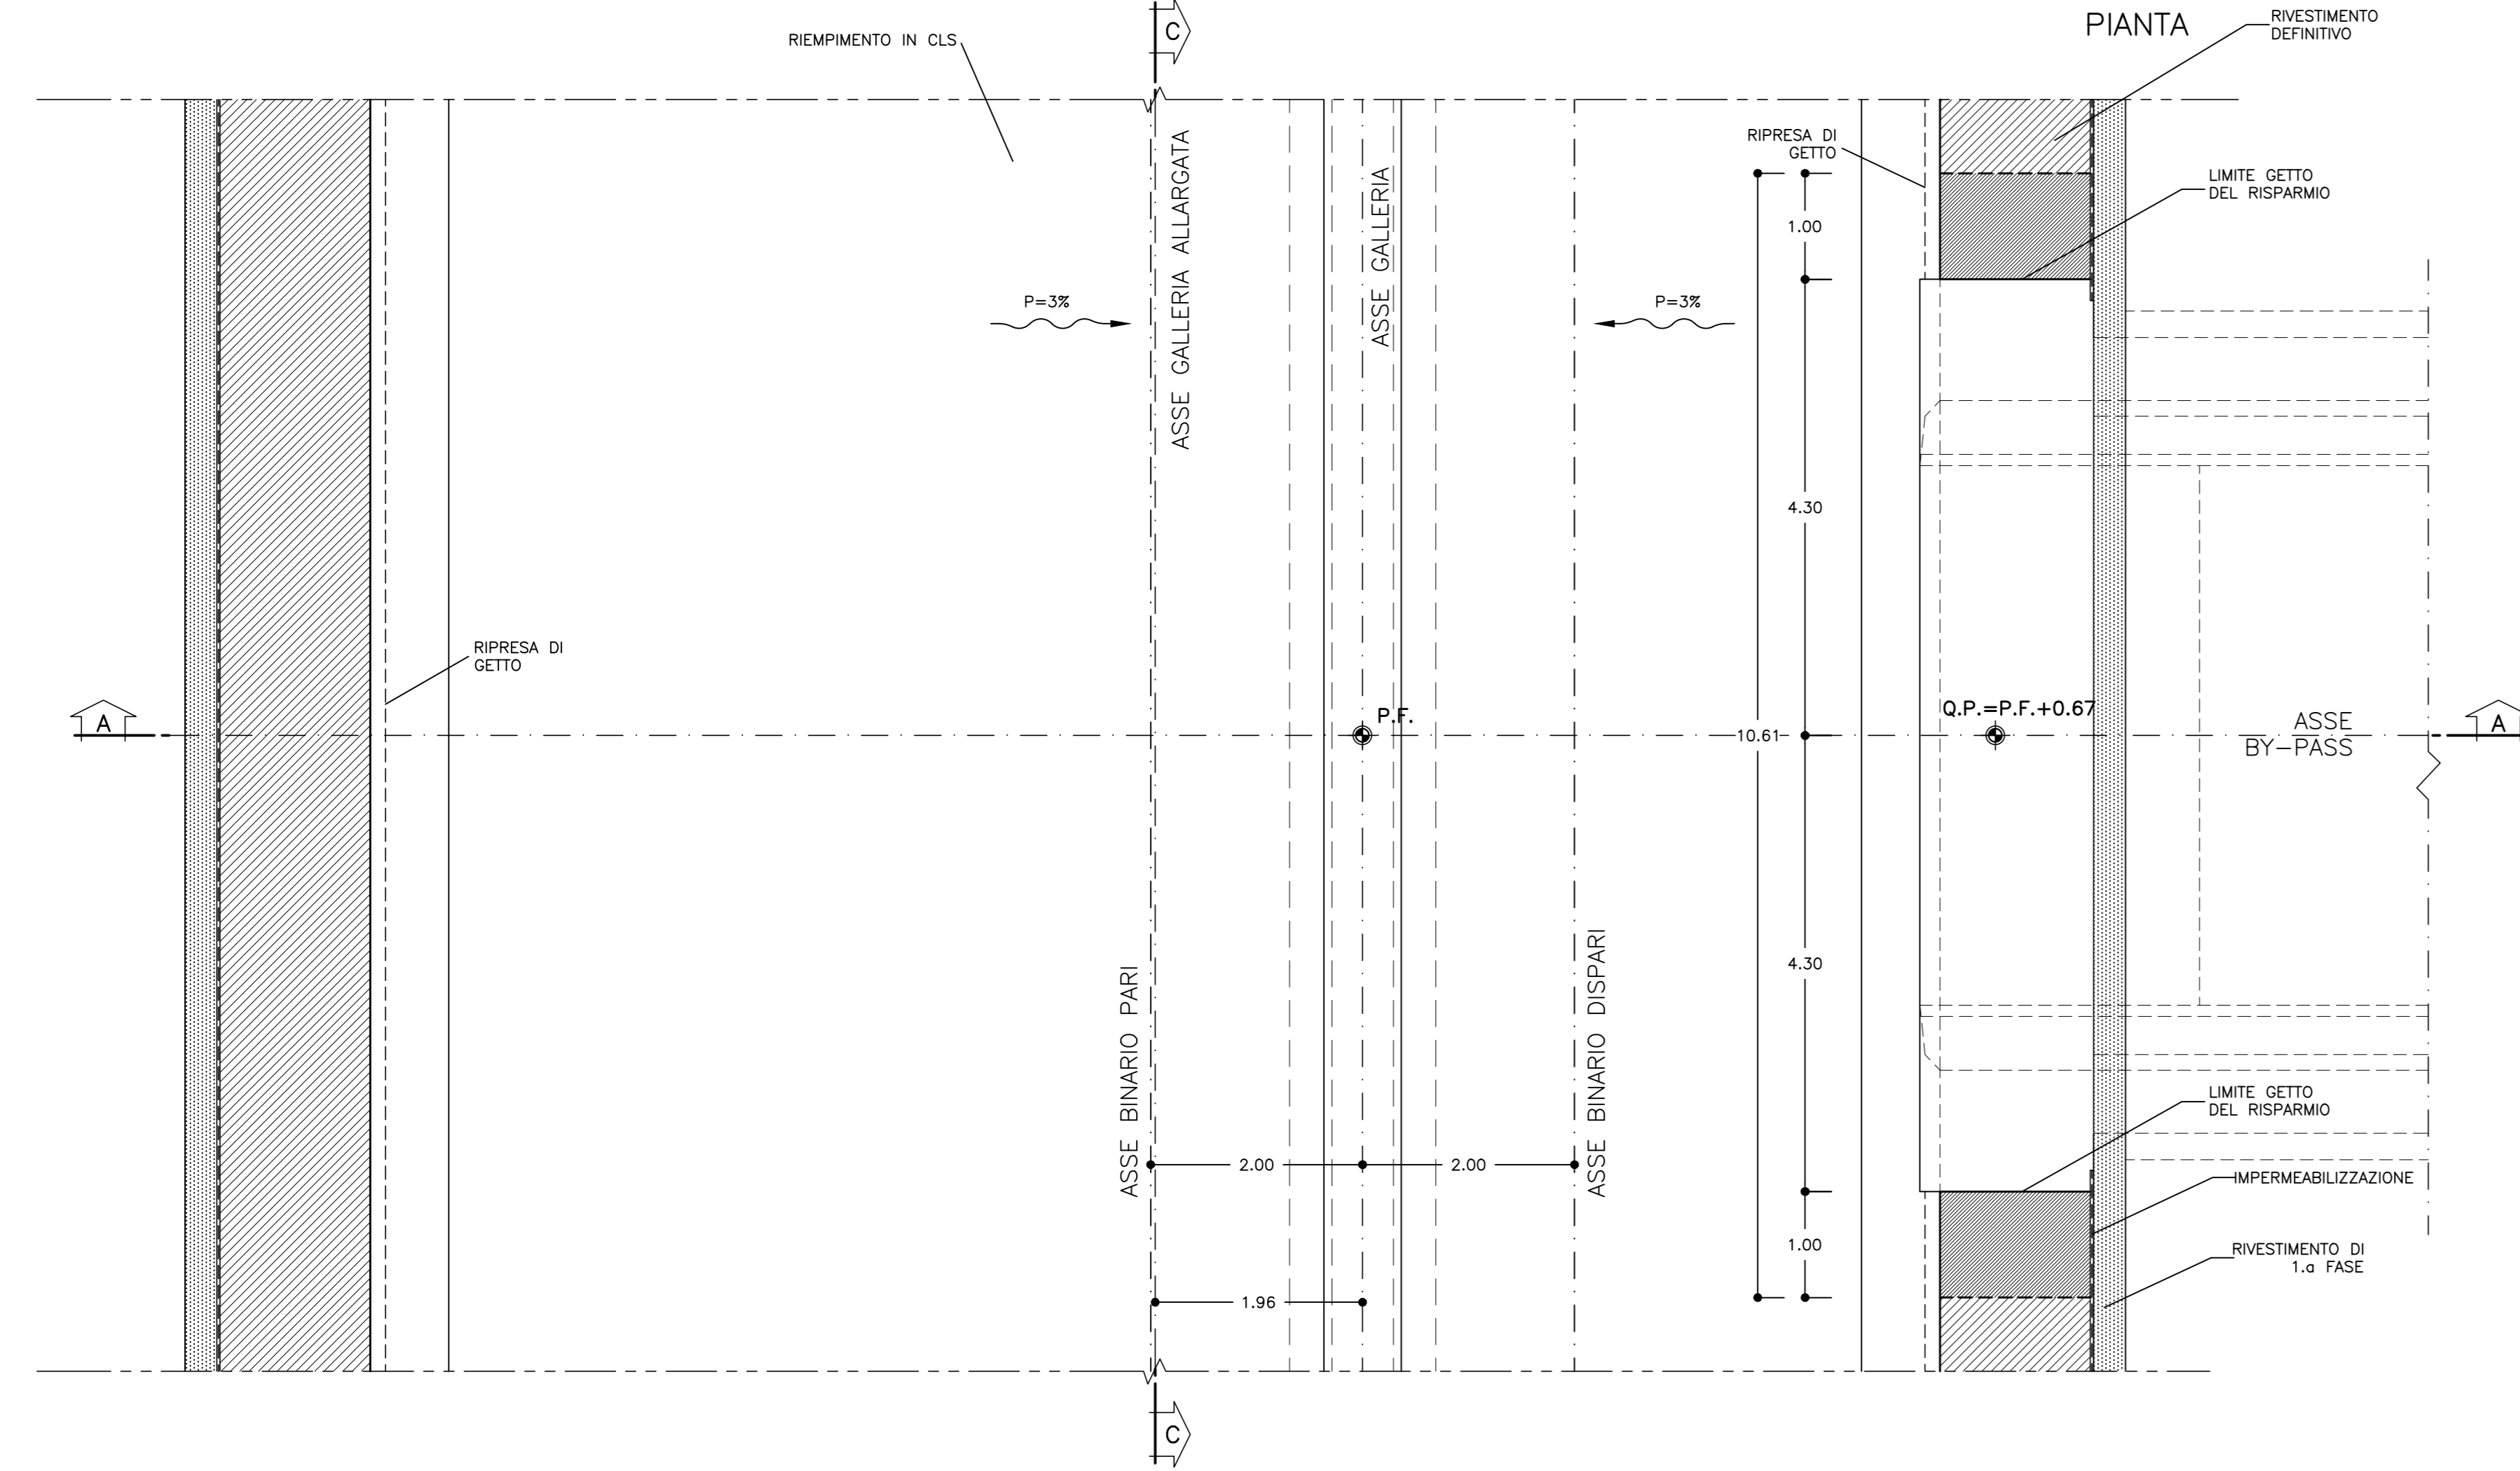 C
PIANTA
RIVESTIMENTO
DEFINITIVO
RIEMPIMENTO IN CLS
RIPRESA DI
GETTO
LIMITE GETTO
DEL RISPARMIO
ASSE GALLERIA ALLARGATA
ASSE GALLERIA
1.00
P=3%
P=3%
4.30
RIPRESA DI
GETTO
A
P.F.
10.61
Q.P.=P.F.+0.67
ASSE
BY-PASS
A
4.30
ASSE BINARIO PARI
ASSE BINARIO DISPARI
LIMITE GETTO
DEL RISPARMIO
2.00
2.00
IMPERMEABILIZZAZIONE
1.00
RIVESTIMENTO DI
1.a FASE
1.96
C